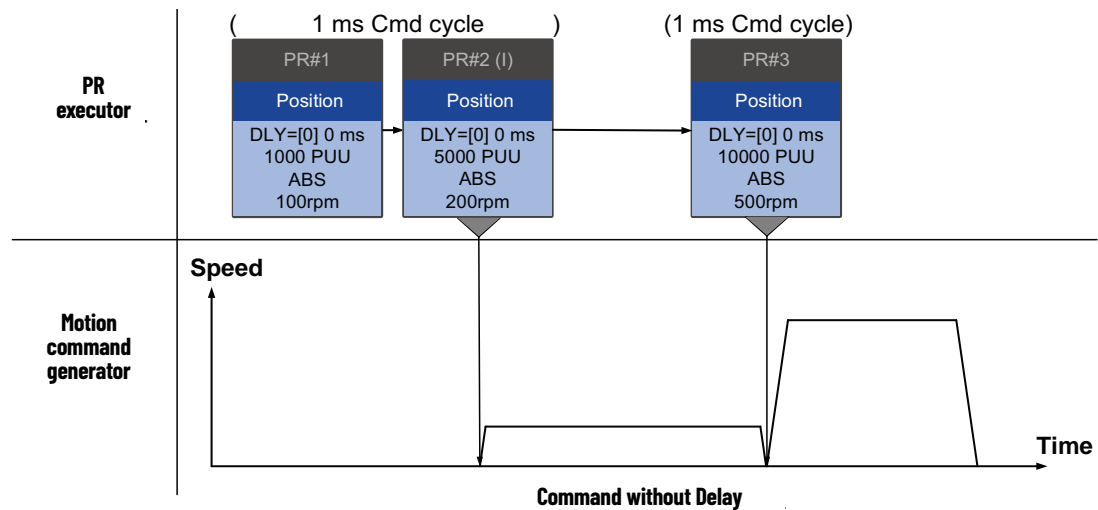 ( 1 ms Cmd cycle ) (1 ms Cmd cycle)
PR
executor
PR#1
Position
DLY=[0] 0 ms
1000 PUU
ABS
100rpm
PR#2 (I)
Position
DLY=[0] 0 ms
5000 PUU
ABS
200rpm
PR#3
Position
DLY=[0] 0 ms
10000 PUU
ABS
500rpm
Motion
command
generator
Speed
Time
Command without Delay